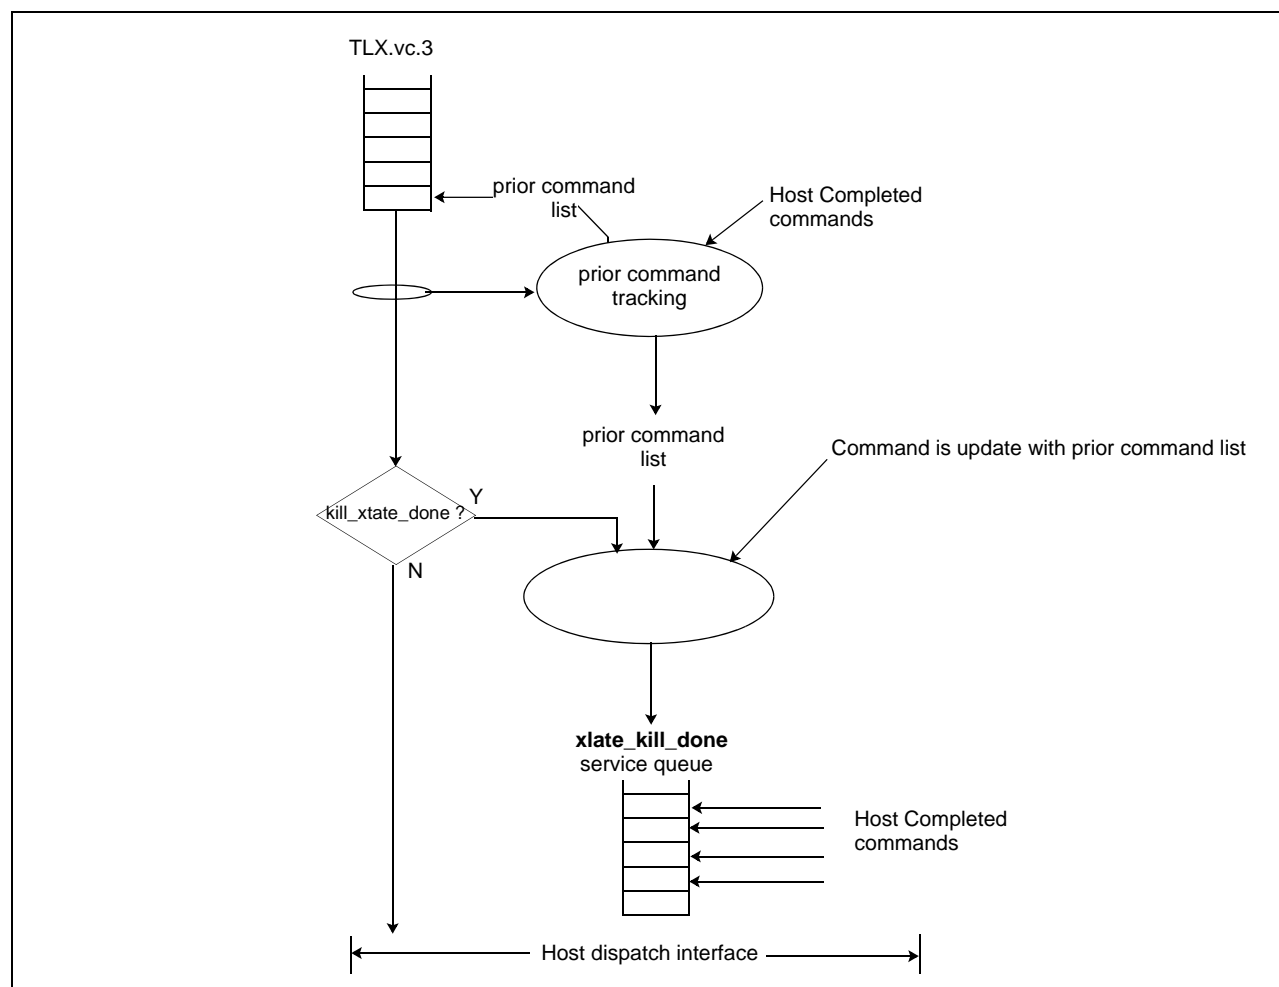 TLX.vc.3
prior command
list
Host Completed
commands
prior command
tracking
prior command
list
Command is update with prior command list
kill_xtate_done ?
Y
N
xlate_kill_done
service queue
Host Completed
commands
Host dispatch interface